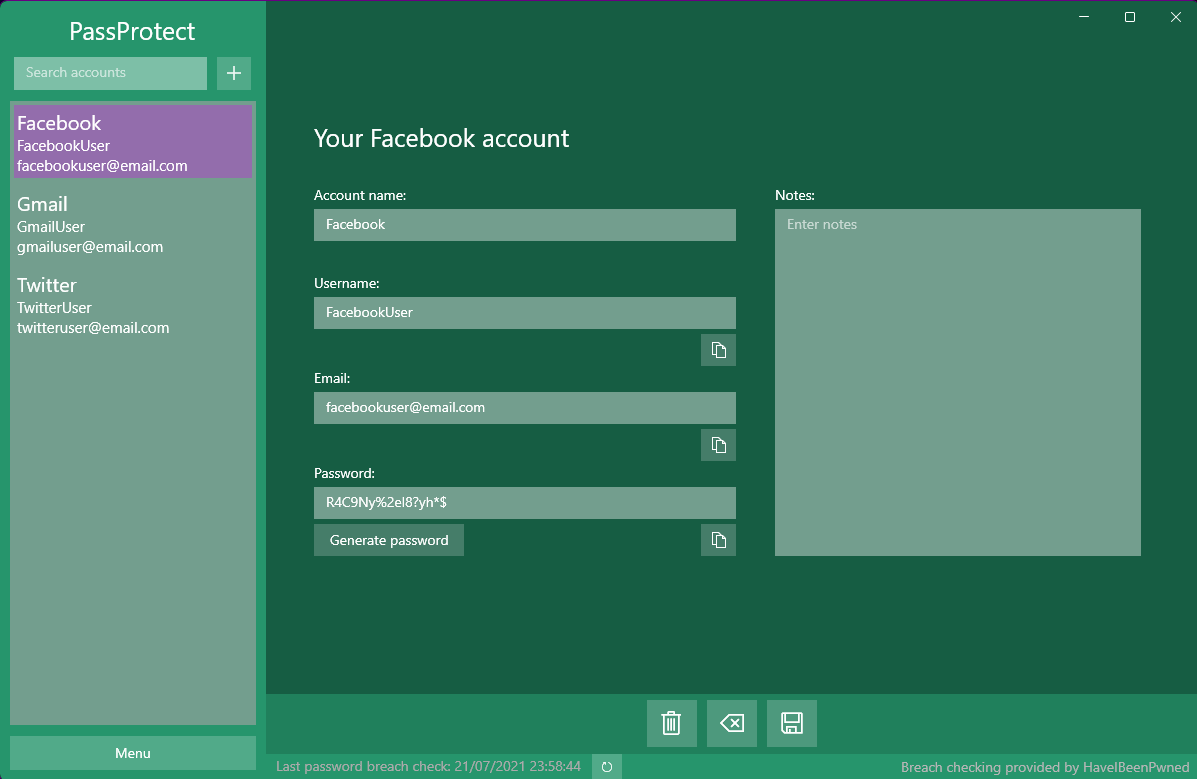 PassProtect
Search accounts
Facebook
FacebookUser
facebookuser@email.com
Gmail
GmailUser
gmailuser@email.com
Twitter
TwitterUser
twitteruser@email.com
Menu
Your Facebook account
Account name:
Facebook
Username:
FacebookUser
Email:
facebookuser@email.com
Password:
R4C9Ny%2eI8?yh*$
Generate password
Notes:
Enter notes
Last password breach check: 21/07/2021 23:58:44
Breach checking provided by HaveIBeenPwned